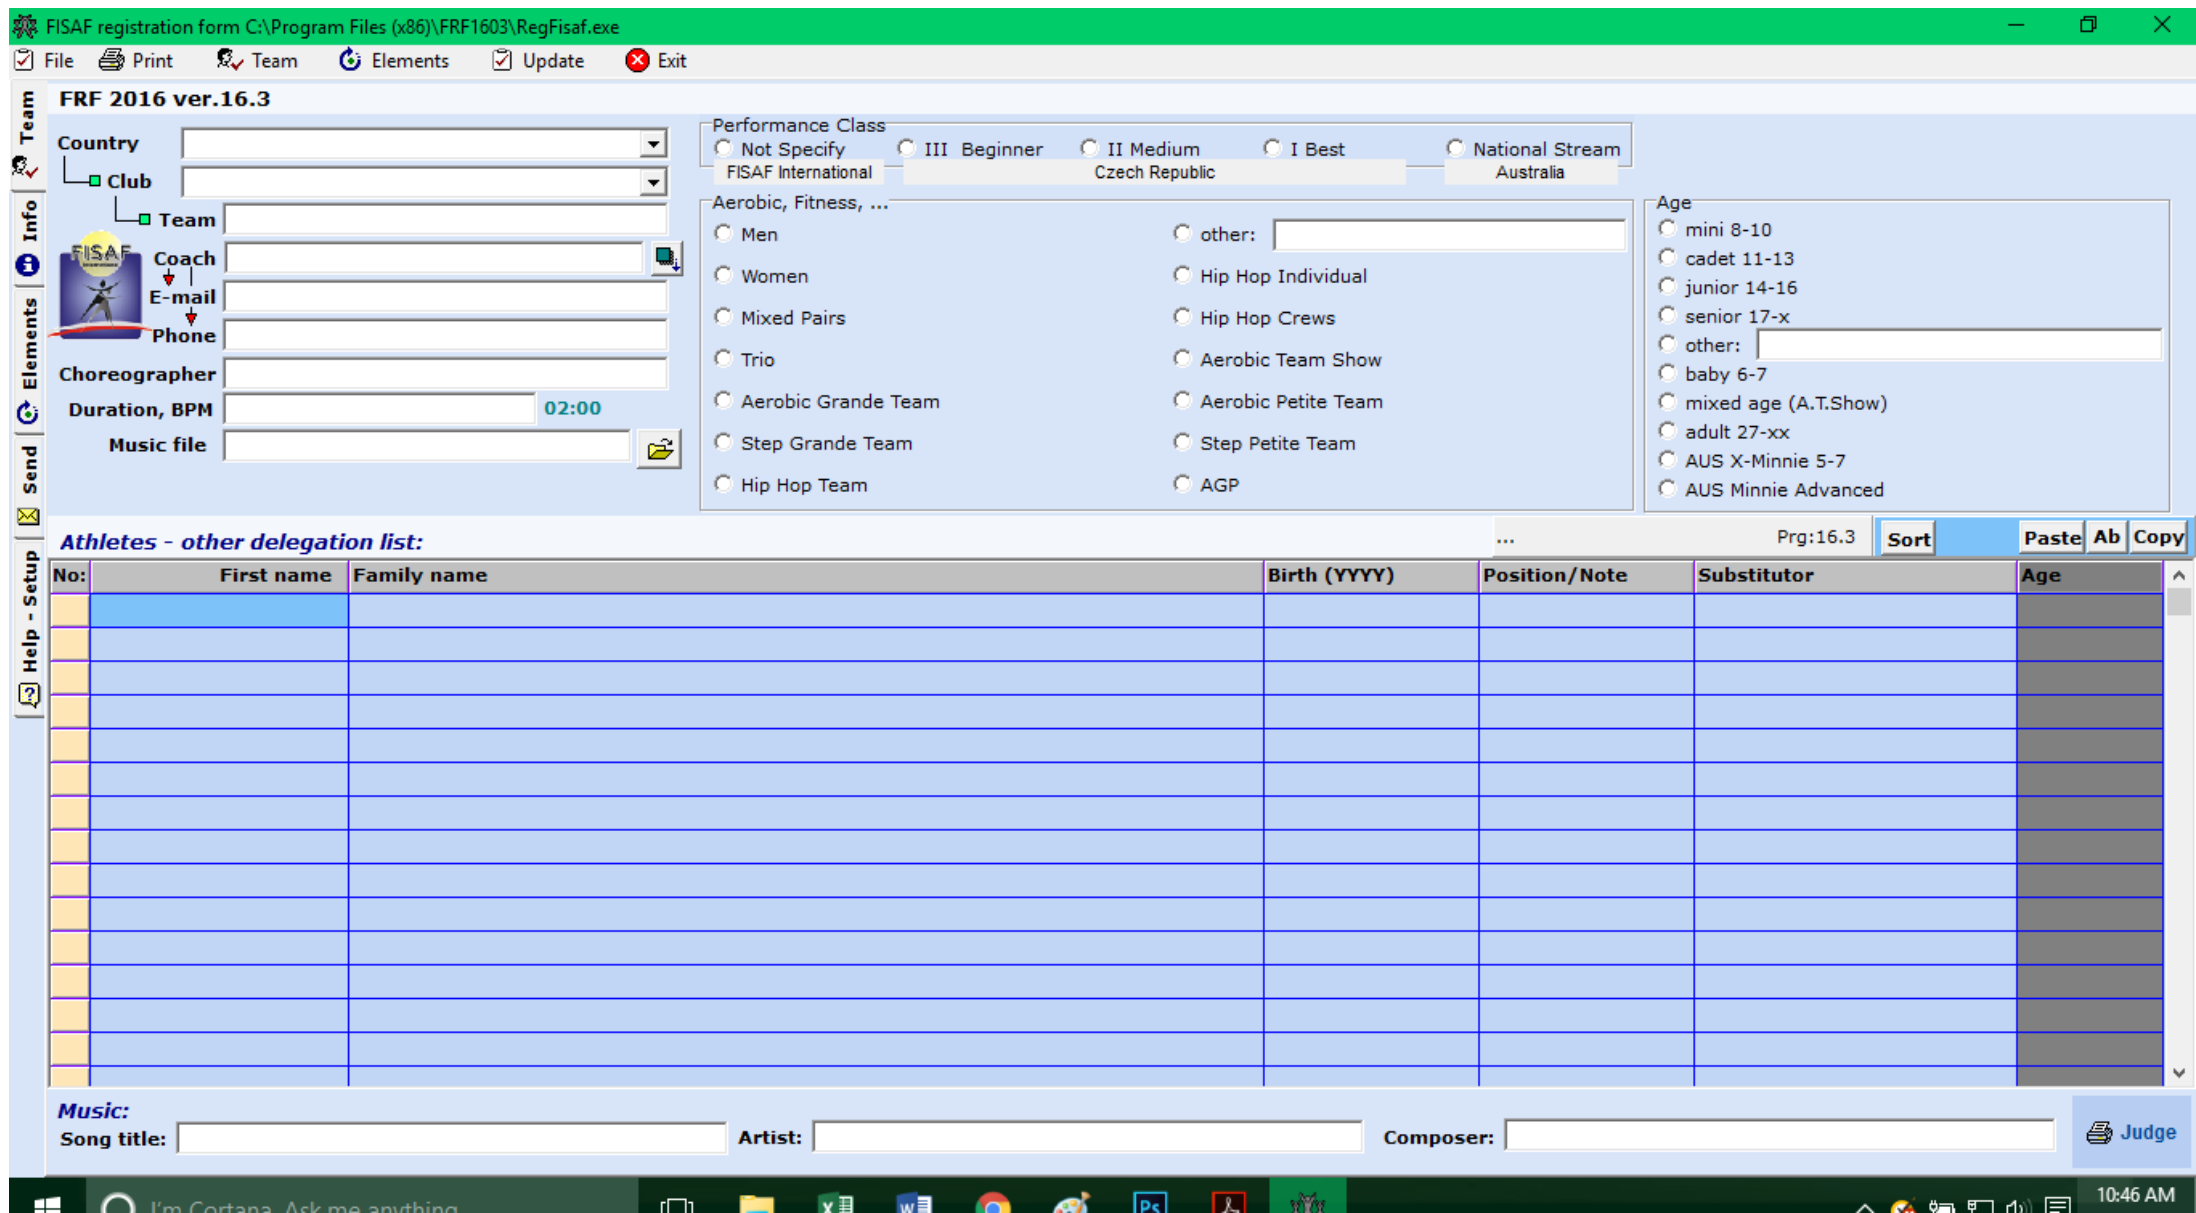 FISAF registration form C:\Program Files (x86)\FRF1603\RegFisaf.exe
File Print Team Elements Update Exit
Team
Info
Elements
Send
Help - Setup
FRF 2016 ver.16.3
Country
Club
Team
FISAF
Coach
E-mail
Phone
Choreographer
Duration, BPM 02:00
Music file
Performance Class
Not Specify III Beginner II Medium I Best National Stream
FISAF International Czech Republic Australia
Aerobic, Fitness, ...
Men other:
Women Hip Hop Individual
Mixed Pairs Hip Hop Crews
Trio Aerobic Team Show
Aerobic Grande Team Aerobic Petite Team
Step Grande Team Step Petite Team
Hip Hop Team AGP
Age
mini 8-10
cadet 11-13
junior 14-16
senior 17-x
other:
baby 6-7
mixed age (A.T.Show)
adult 27-xx
AUS X-Minnie 5-7
AUS Minnie Advanced
Athletes - other delegation list: ... Prg:16.3 Sort Paste Ab Copy
No: First name Family name Birth (YYYY) Position/Note Substitutor Age
Music:
Song title: Artist: Composer: Judge
I'm Cortana. Ask me anything. Ps 10:46 AM